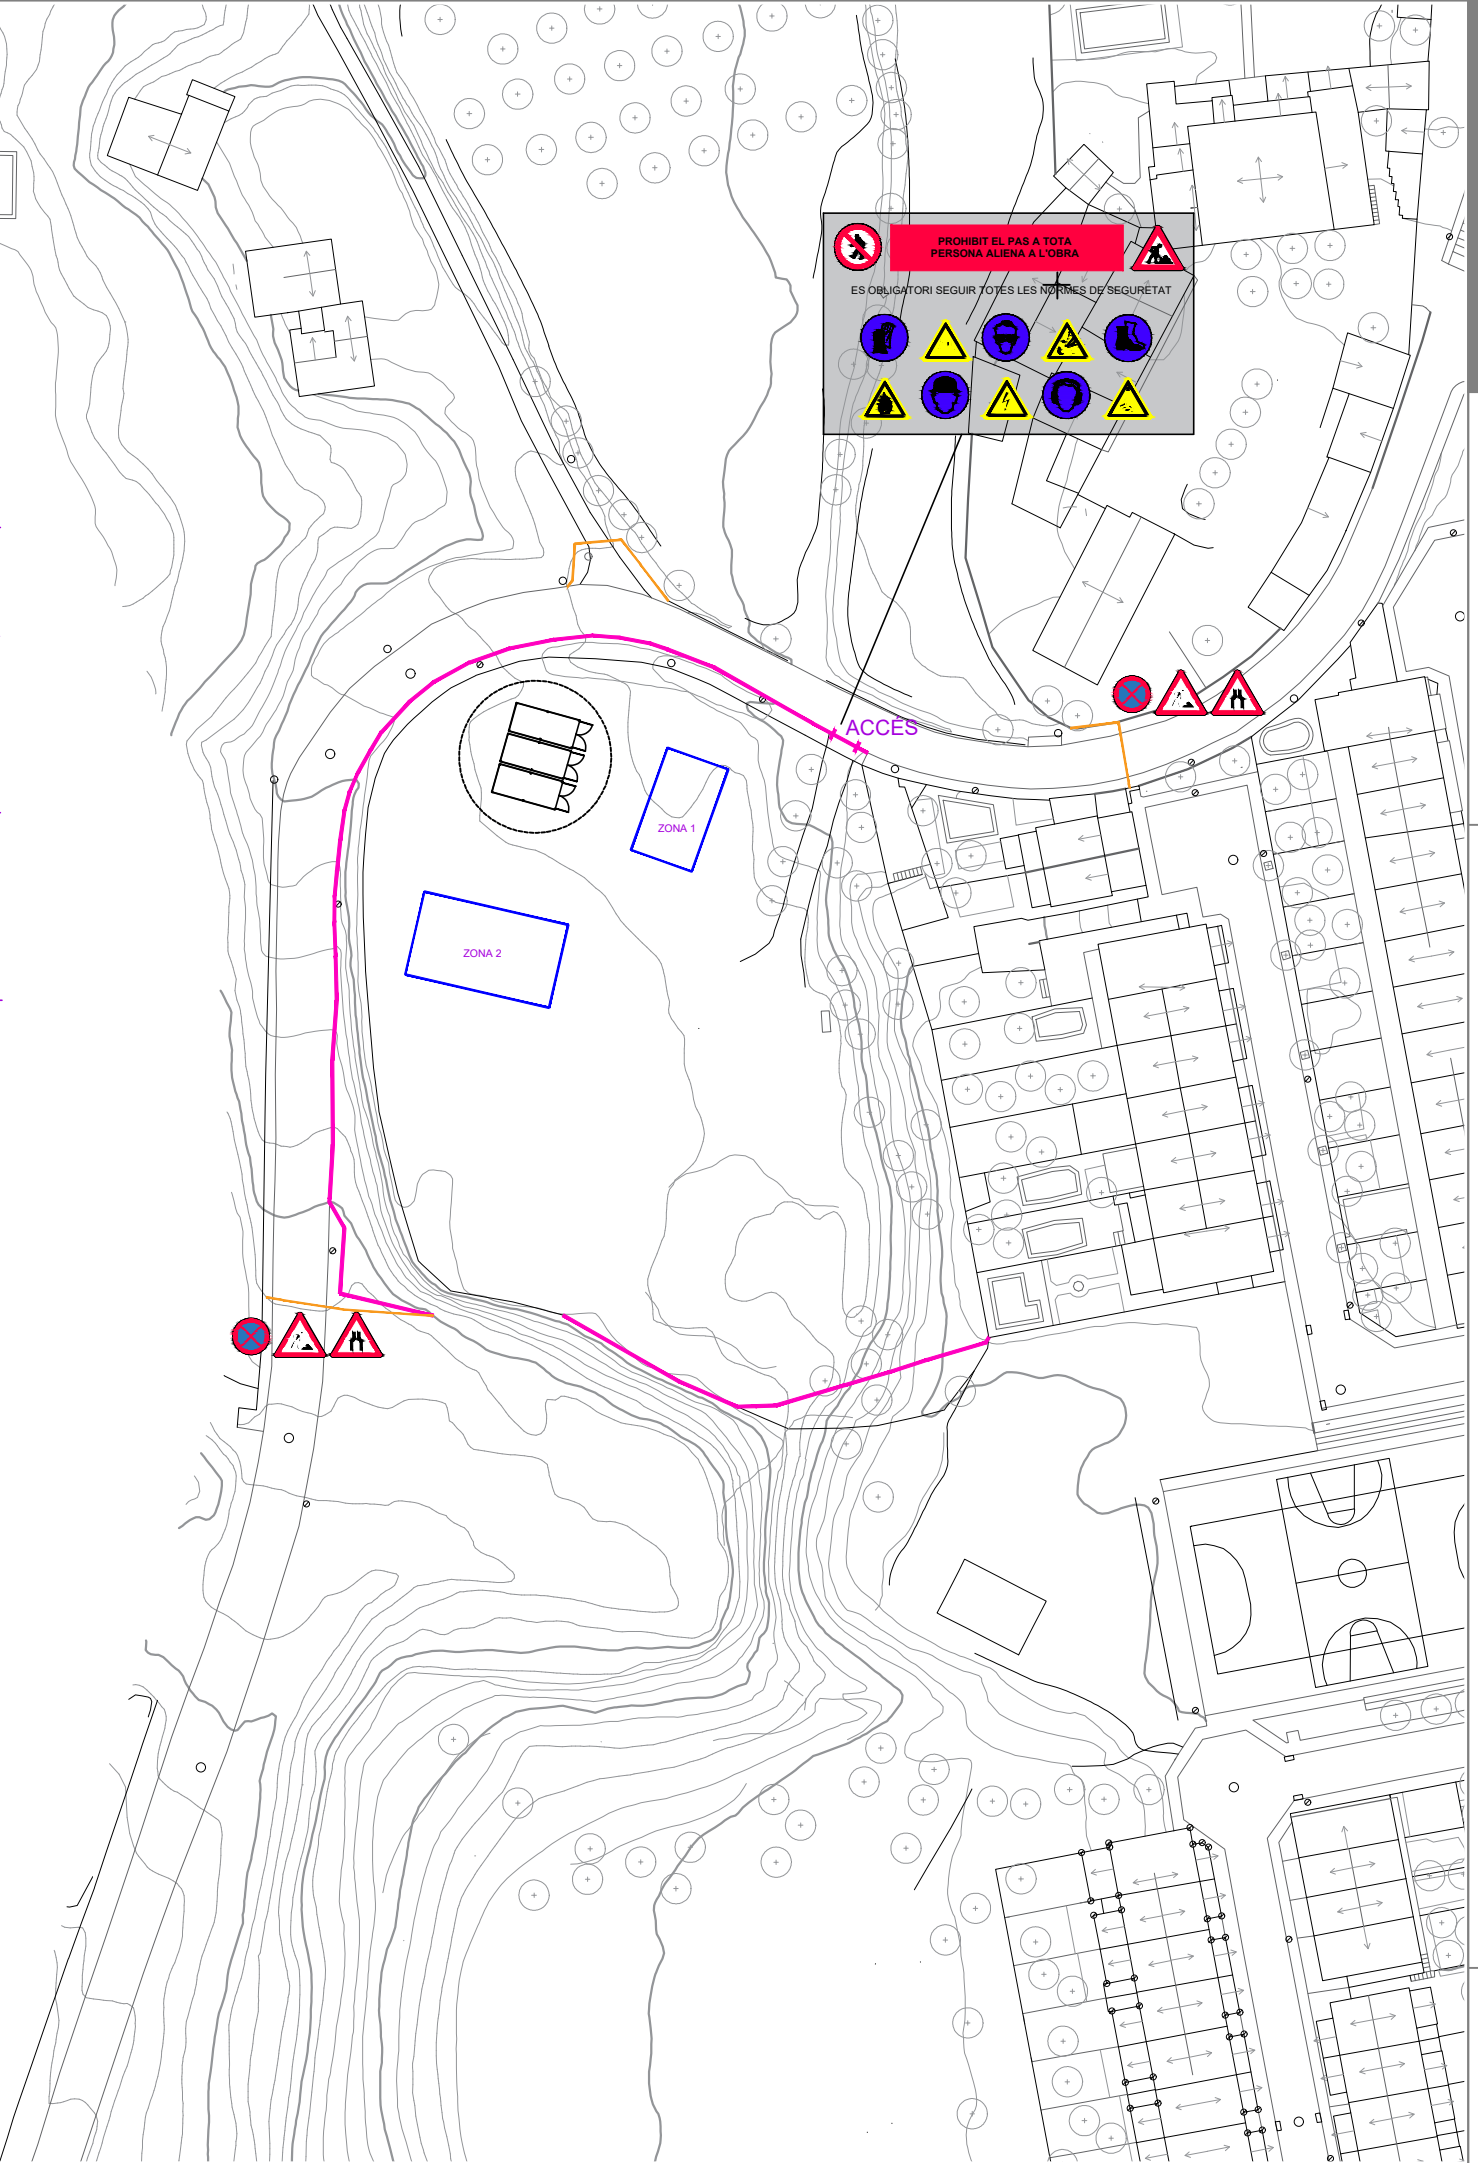 PROHIBIT EL PAS A TOTA
PERSONA ALIENA A L'OBRA
ES OBLIGATORI SEGUIR TOTES LES NORMES DE SEGURETAT
ACCÉS
ZONA 1
ZONA 2